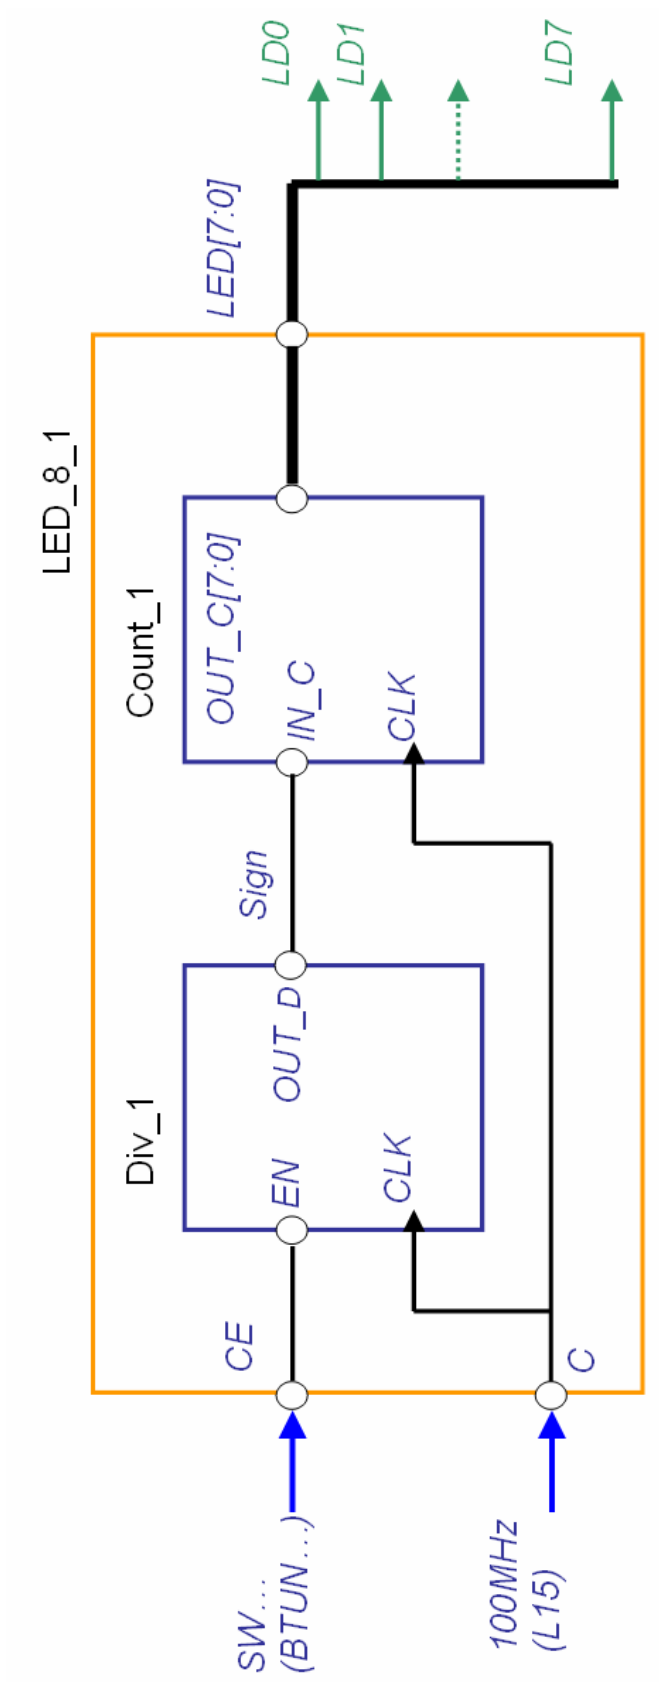 LED_8_1
Div_1
Count_1
SW…
(BTUN…)
CE
EN
OUT_D
Sign
IN_C
OUT_C[7:0]
LED[7:0]
LD0
LD1
LD7
CLK
CLK
100MHz
(L15)
C